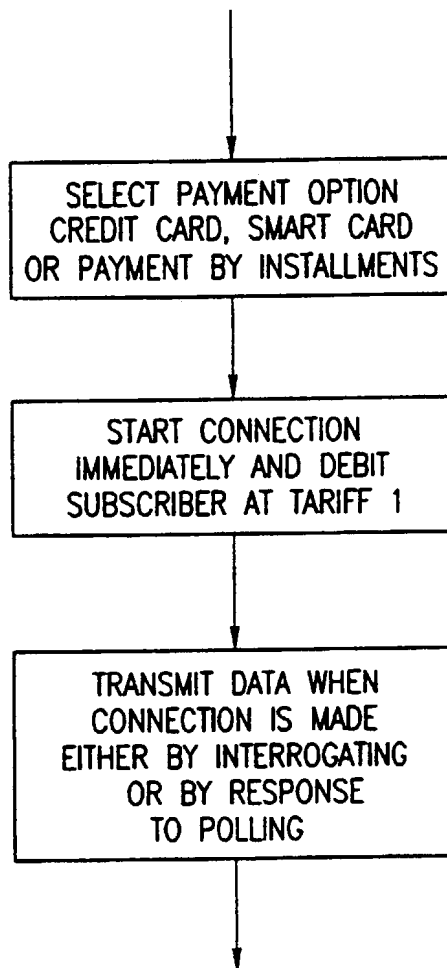 SELECT PAYMENT OPTION
CREDIT CARD, SMART CARD
OR PAYMENT BY INSTALLMENTS
START CONNECTION
IMMEDIATELY AND DEBIT
SUBSCRIBER AT TARIFF 1
TRANSMIT DATA WHEN
CONNECTION IS MADE
EITHER BY INTERROGATING
OR BY RESPONSE
TO POLLING